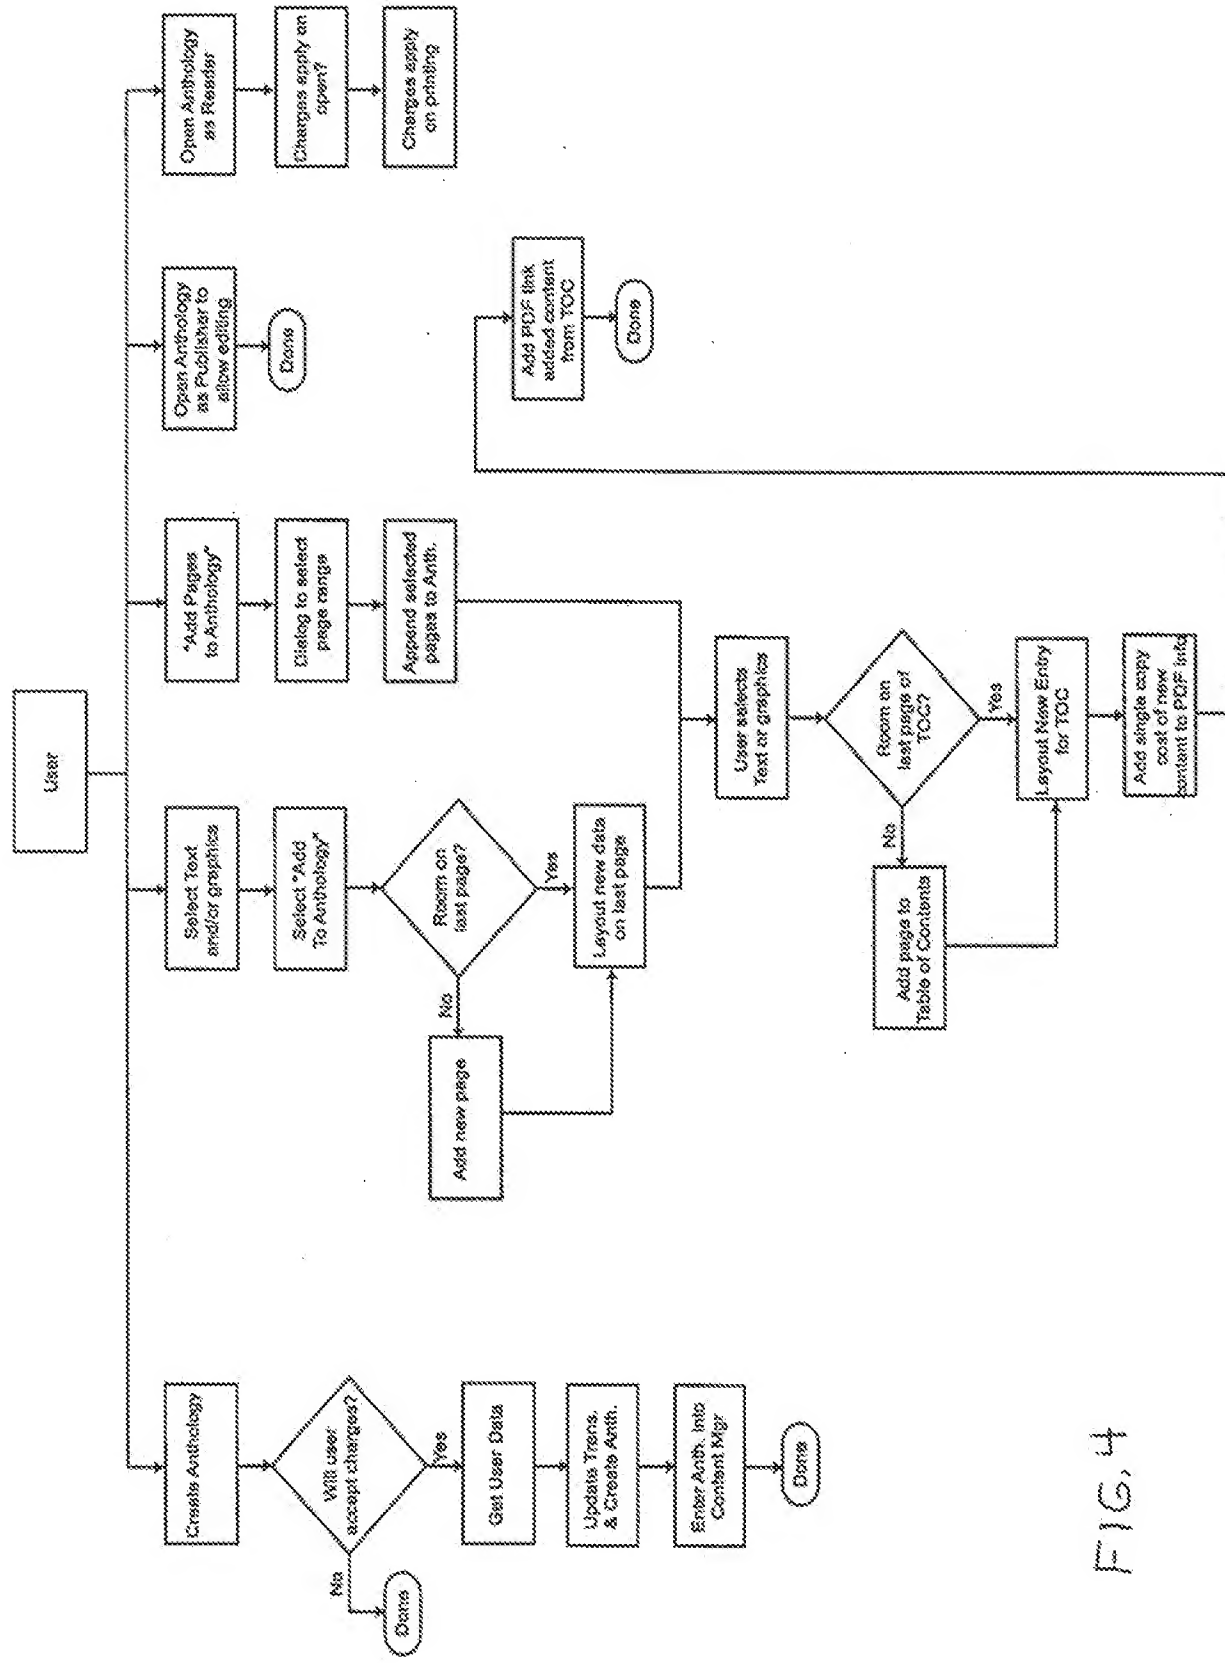 User
Create Anthology
Will user
accept charges?
No
Done
Yes
Get User Data
Update Trans.
& Create Anth.
Enter Anth. into
Content Mgr
Done
Select Text
and/or graphics
Select "Add
To Anthology"
Room on
last page?
No
Add new page
Yes
Layout new data
on last page
"Add Pages
to Anthology"
Dialog to select
page range
Append selected
pages to Anth.
User selects
Text or graphics
Room on
last page of
TOC?
No
Add page to
Table of Contents
Yes
Layout New Entry
for TOC
Add single copy
cost of new
content to PDF info
Add PDF link
added content
from TOC
Done
Open Anthology
as Publisher to
allow editing
Done
Open Anthology
as Reader
Charges apply on
open?
Charges apply
on printing
FIG. 4